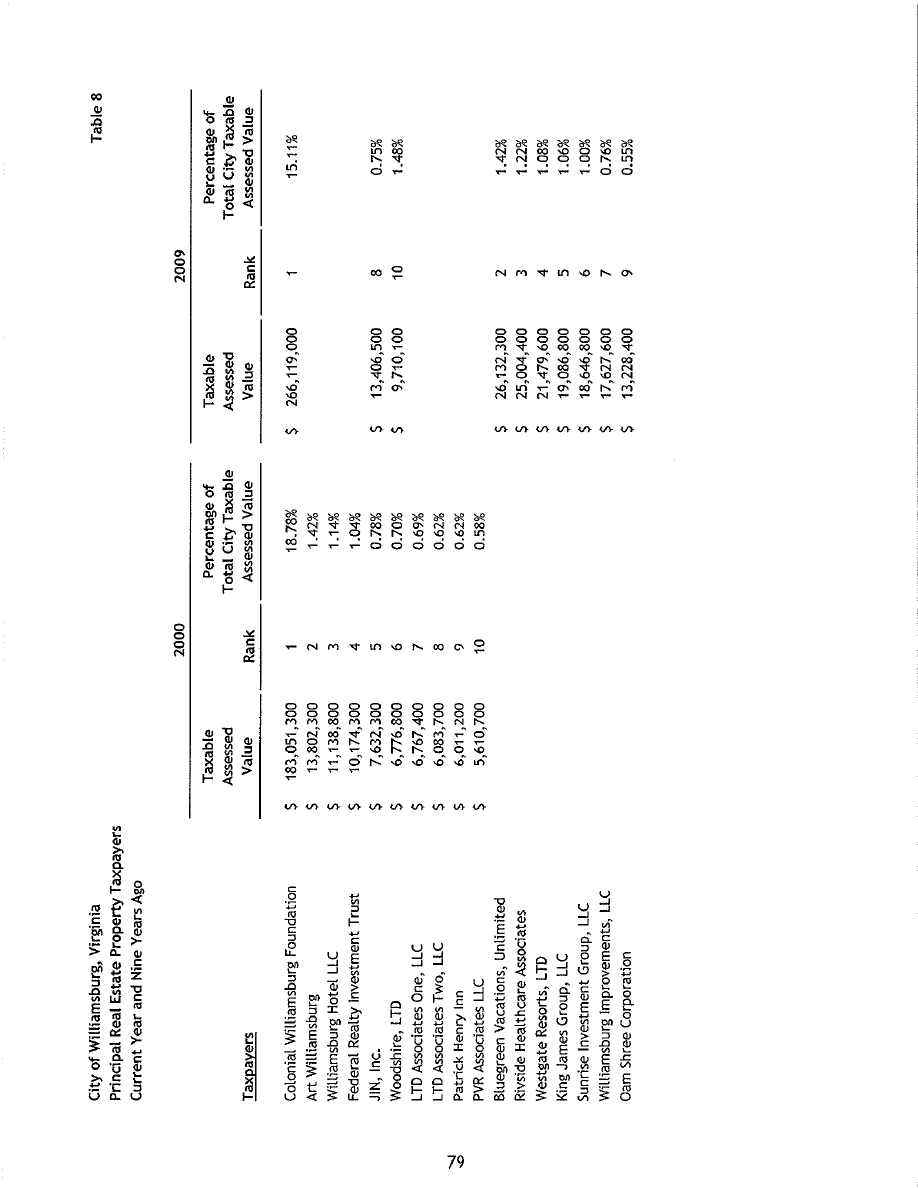 City of Williamsburg, Virginia Table 8
Principal Real Estate Property Taxpayers
Current Year and Nine Years Ago
2000 2009
Taxable Percentage of Taxable Percentage of
Assessed Total City Taxable Assessed Total City Taxable
Taxpayers Value Rank Assessed Value Value Rank Assessed Value
Colonial Williamsburg Foundation $ 183,051,300 1 18.78% $ 266,119,000 1 15.11%
Art Williamsburg $ 13,802,300 2 1.42%
Williamsburg Hotel LLC $ 11,138,800 3 1.14%
Federal Realty Investment Trust $ 10,174,300 4 1.04%
JIN, Inc. $ 7,632,300 5 0.78% $ 13,406,500 8 0.75%
Woodshire, LTD $ 6,776,800 6 0.70% $ 9,710,100 10 1.48%
LTD Associates One, LLC $ 6,767,400 7 0.69%
LTD Associates Two, LLC $ 6,083,700 8 0.62%
Patrick Henry Inn $ 6,011,200 9 0.62%
PVR Associates LLC $ 5,610,700 10 0.58%
Bluegreen Vacations, Unlimited $ 26,132,300 2 1.42%
Rivside Healthcare Associates $ 25,004,400 3 1.22%
Westgate Resorts, LTD $ 21,479,600 4 1.08%
King James Group, LLC $ 19,086,800 5 1.06%
Sunrise Investment Group, LLC $ 18,646,800 6 1.00%
Williamsburg Improvements, LLC $ 17,627,600 7 0.76%
Oam Shree Corporation $ 13,228,400 9 0.55%
79